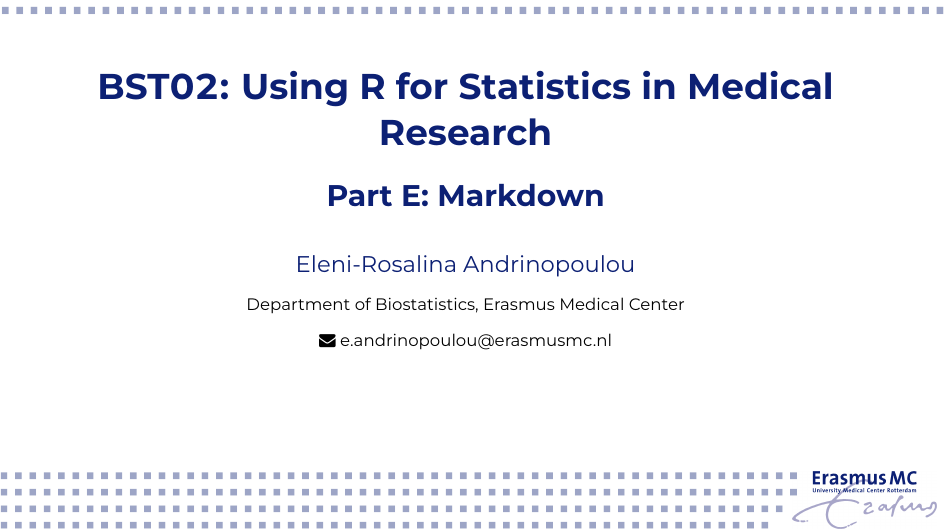 BST02: Using R for Statistics in Medical
Research
Part E: Markdown
Eleni-Rosalina Andrinopoulou
Department of Biostatistics, Erasmus Medical Center
e.andrinopoulou@erasmusmc.nl
Erasmus MC
University Medical Center Rotterdam
Erasmus